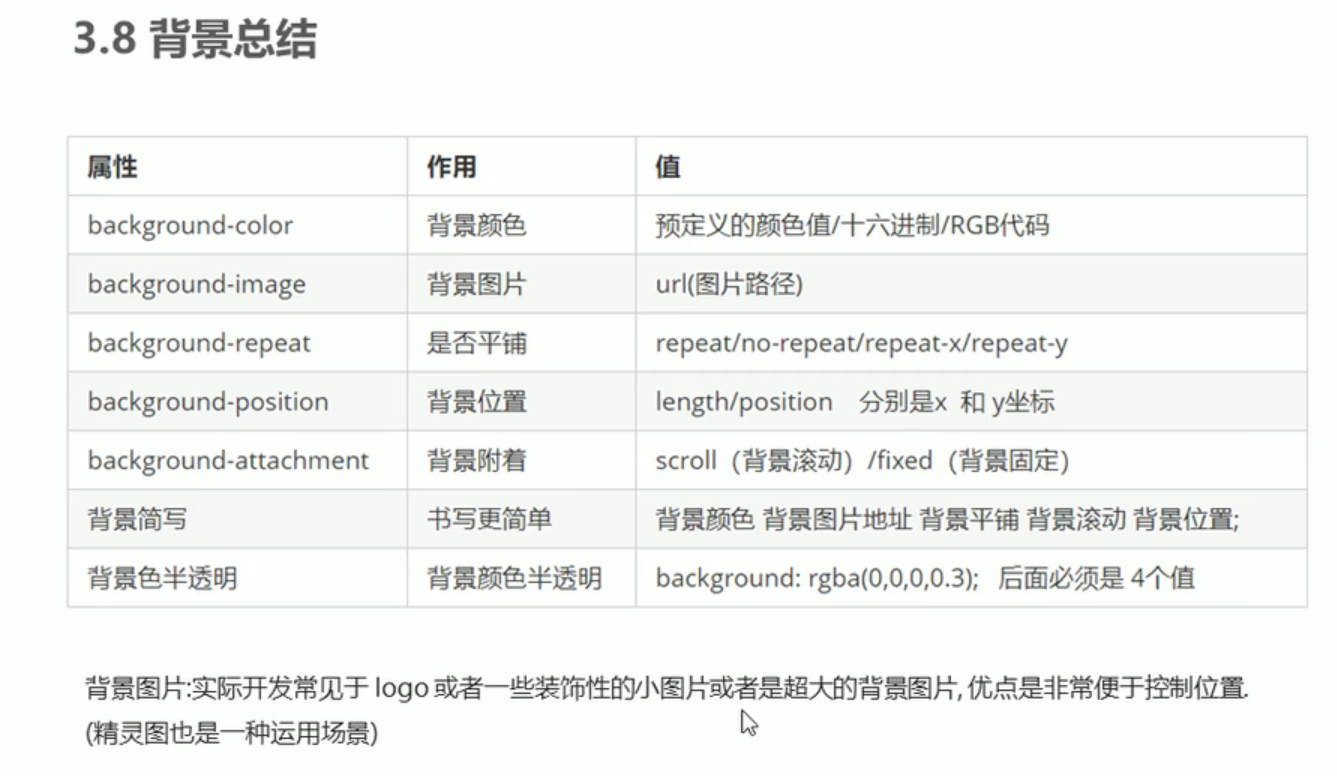 3.8 背景总结
属性 作用 值
background-color 背景颜色 预定义的颜色值/十六进制/RGB代码
background-image 背景图片 url(图片路径)
background-repeat 是否平铺 repeat/no-repeat/repeat-x/repeat-y
background-position 背景位置 length/position 分别是x 和 y坐标
background-attachment 背景附着 scroll（背景滚动）/fixed（背景固定）
背景简写 书写更简单 背景颜色 背景图片地址 背景平铺 背景滚动 背景位置;
背景色半透明 背景颜色半透明 background: rgba(0,0,0,0.3); 后面必须是 4个值
背景图片:实际开发常见于 logo 或者一些装饰性的小图片或者是超大的背景图片, 优点是非常便于控制位置.
(精灵图也是一种运用场景)